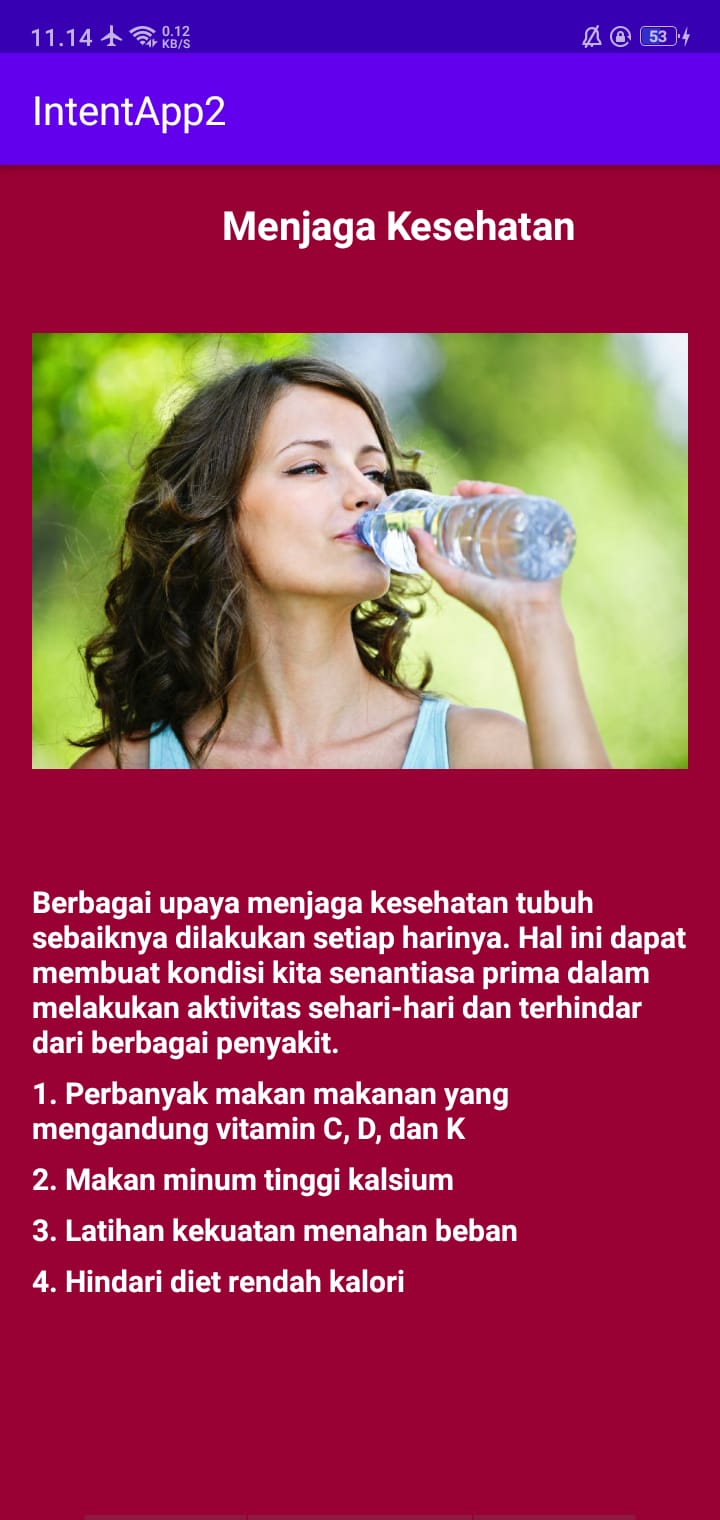 11.14 0.12 KB/S 53
IntentApp2
Menjaga Kesehatan
Berbagai upaya menjaga kesehatan tubuh
sebaiknya dilakukan setiap harinya. Hal ini dapat
membuat kondisi kita senantiasa prima dalam
melakukan aktivitas sehari-hari dan terhindar
dari berbagai penyakit.
1. Perbanyak makan makanan yang
mengandung vitamin C, D, dan K
2. Makan minum tinggi kalsium
3. Latihan kekuatan menahan beban
4. Hindari diet rendah kalori